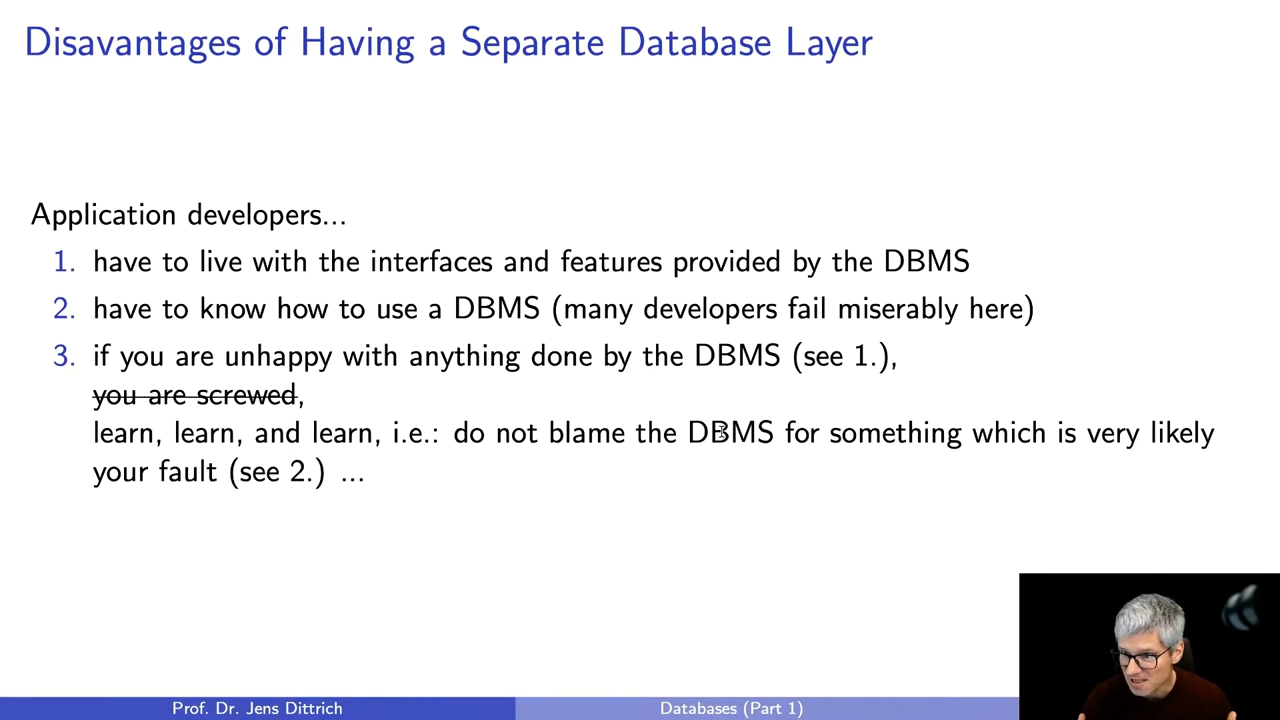 Disavantages of Having a Separate Database Layer
Application developers...
1. have to live with the interfaces and features provided by the DBMS
2. have to know how to use a DBMS (many developers fail miserably here)
3. if you are unhappy with anything done by the DBMS (see 1.),
you are screwed,
learn, learn, and learn, i.e.: do not blame the DBMS for something which is very likely
your fault (see 2.) ...
Prof. Dr. Jens Dittrich
Databases (Part 1)